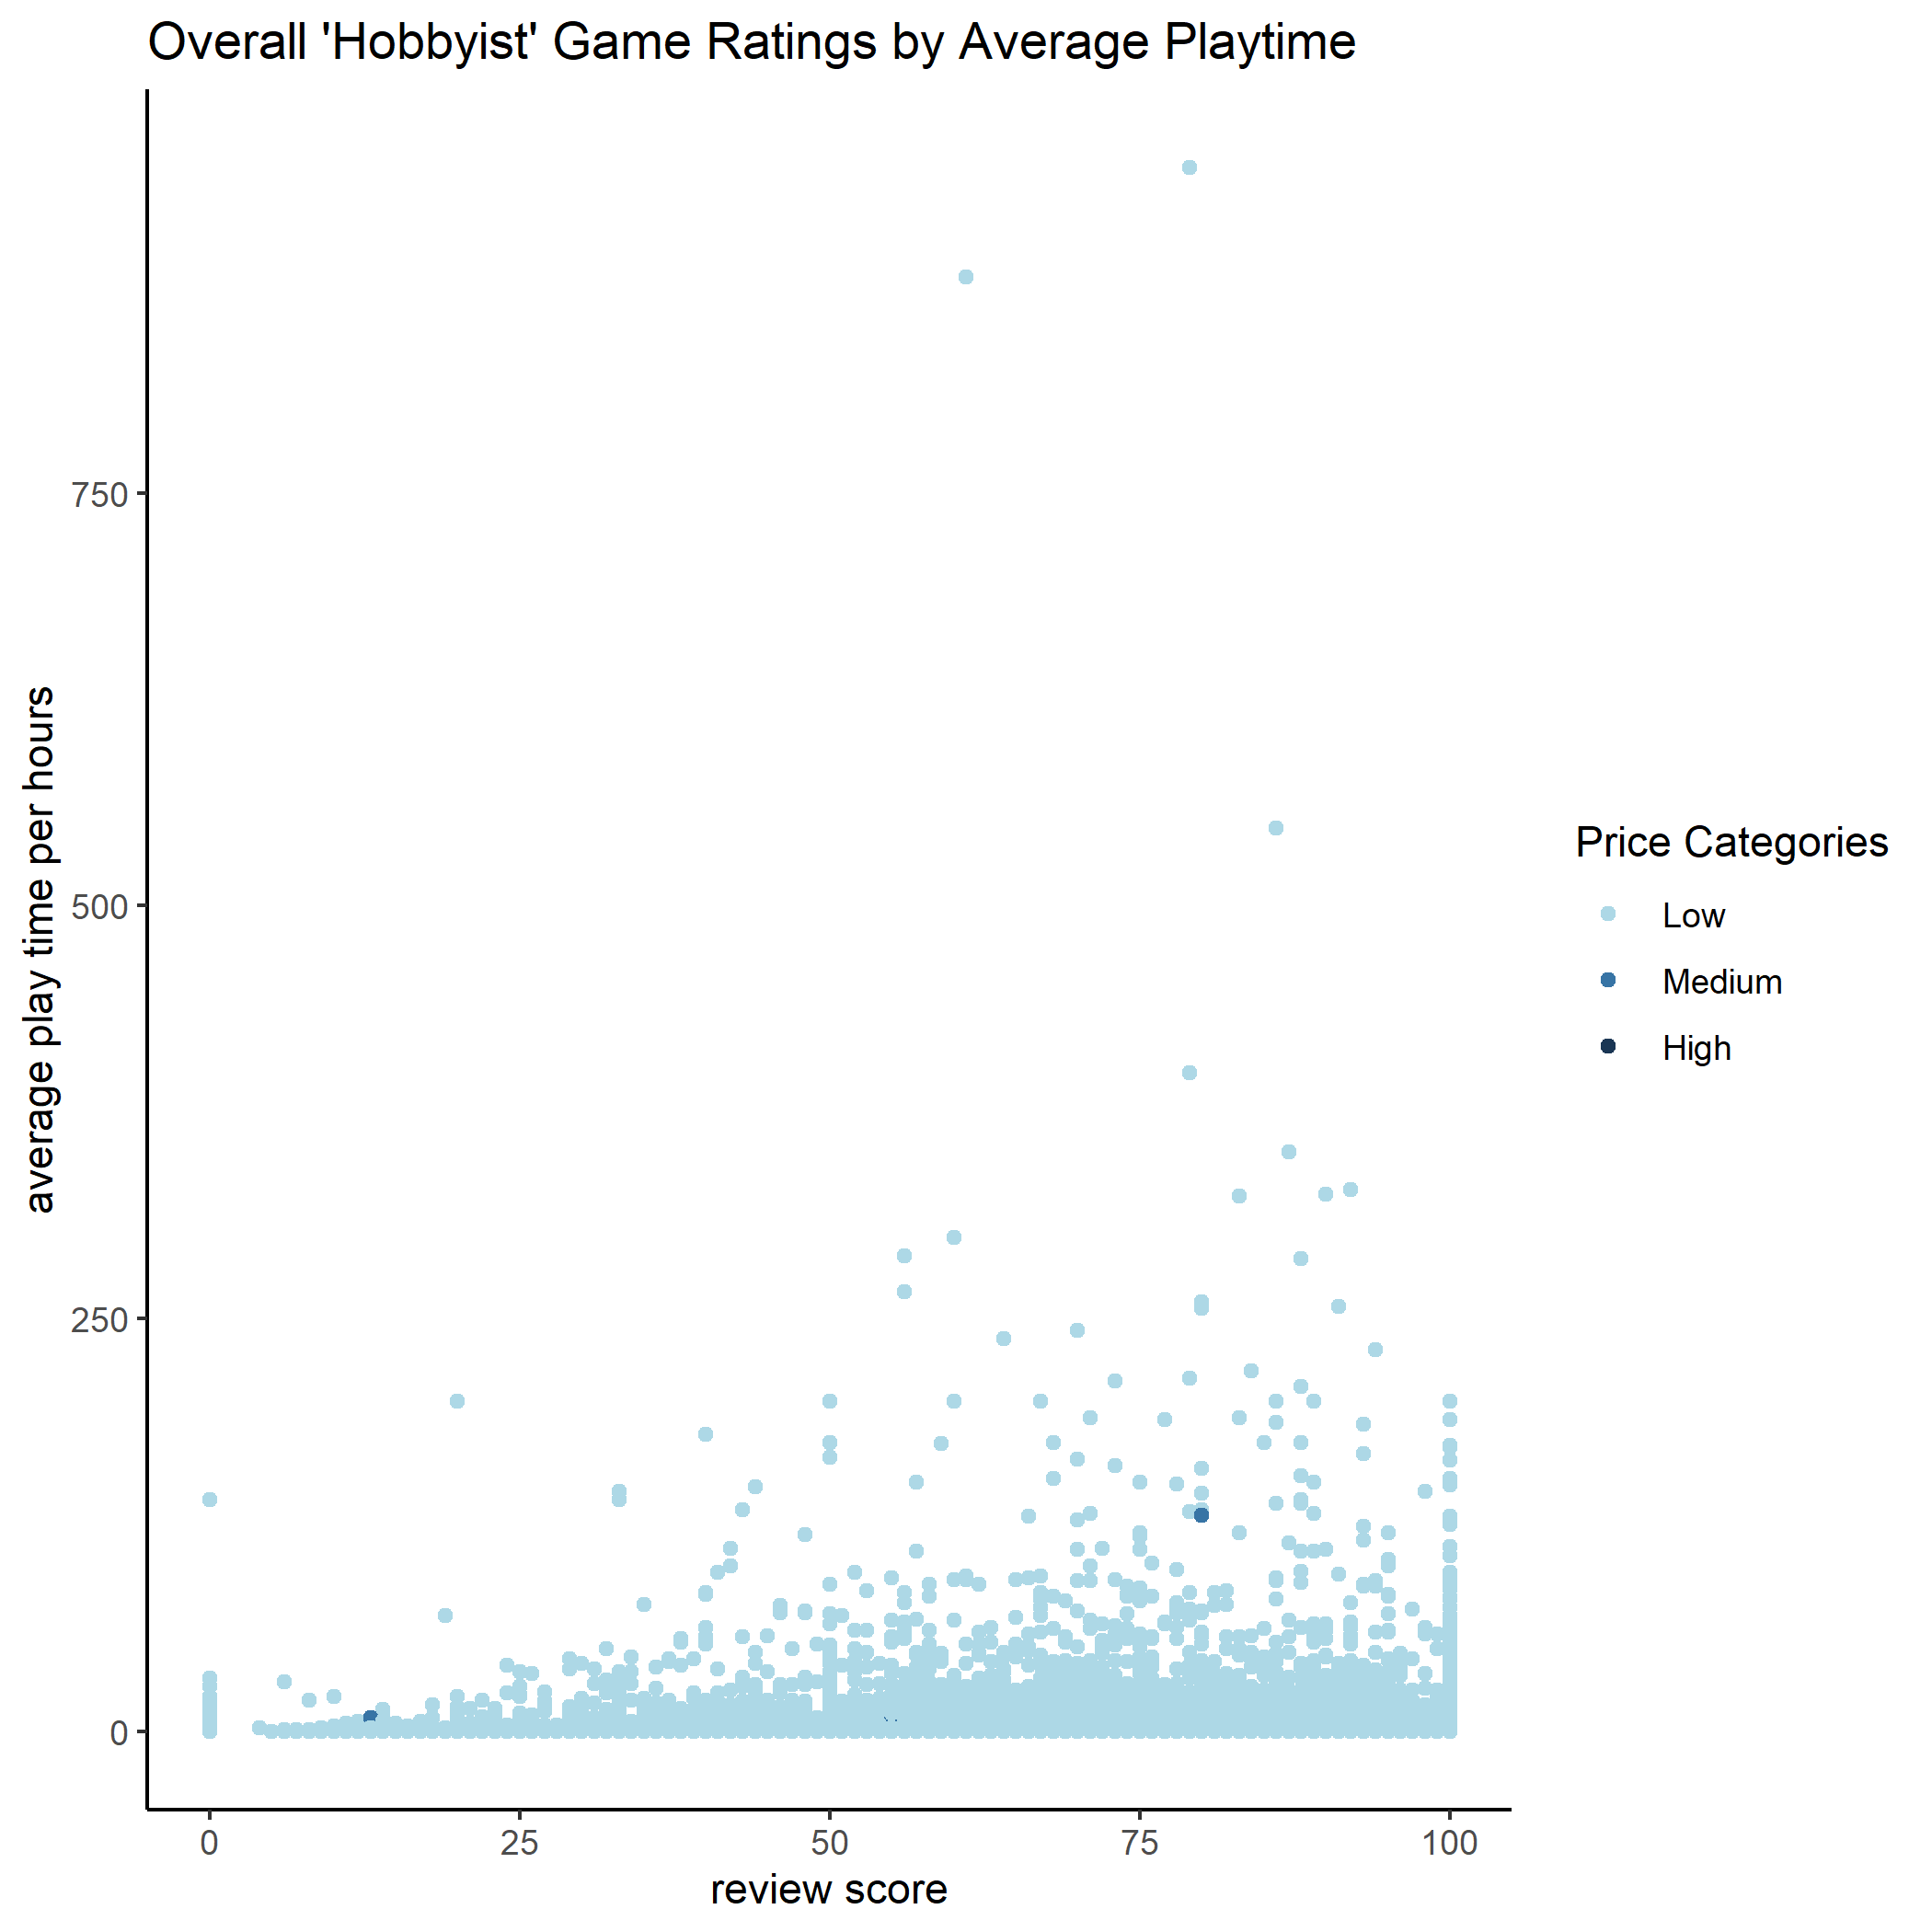 Overall 'Hobbyist' Game Ratings by Average Playtime
average play time per hours
750
500
250
0
0 25 50 75 100
review score
Price Categories
Low
Medium
High